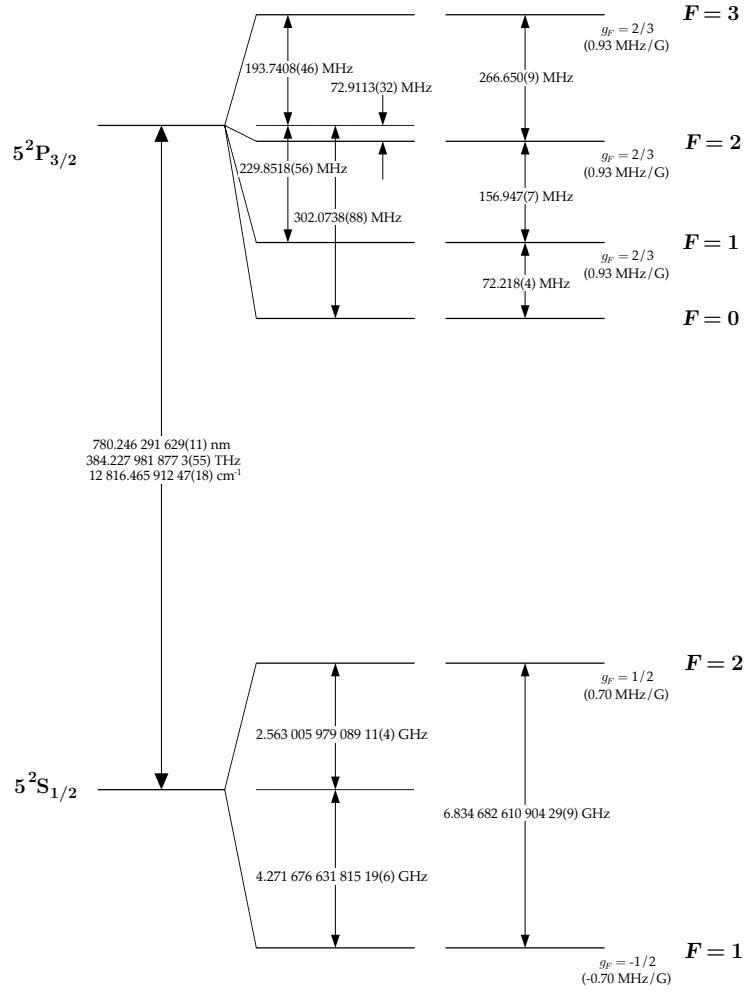 F = 3
g_F = 2/3
(0.93 MHz/G)
193.7408(46) MHz
72.9113(32) MHz
266.650(9) MHz
5 ²P₃/₂
F = 2
g_F = 2/3
(0.93 MHz/G)
229.8518(56) MHz
156.947(7) MHz
302.0738(88) MHz
F = 1
g_F = 2/3
(0.93 MHz/G)
72.218(4) MHz
F = 0
780.246 291 629(11) nm
384.227 981 877 3(55) THz
12 816.465 912 47(18) cm⁻¹
F = 2
g_F = 1/2
(0.70 MHz/G)
2.563 005 979 089 11(4) GHz
5 ²S₁/₂
6.834 682 610 904 29(9) GHz
4.271 676 631 815 19(6) GHz
F = 1
g_F = -1/2
(-0.70 MHz/G)